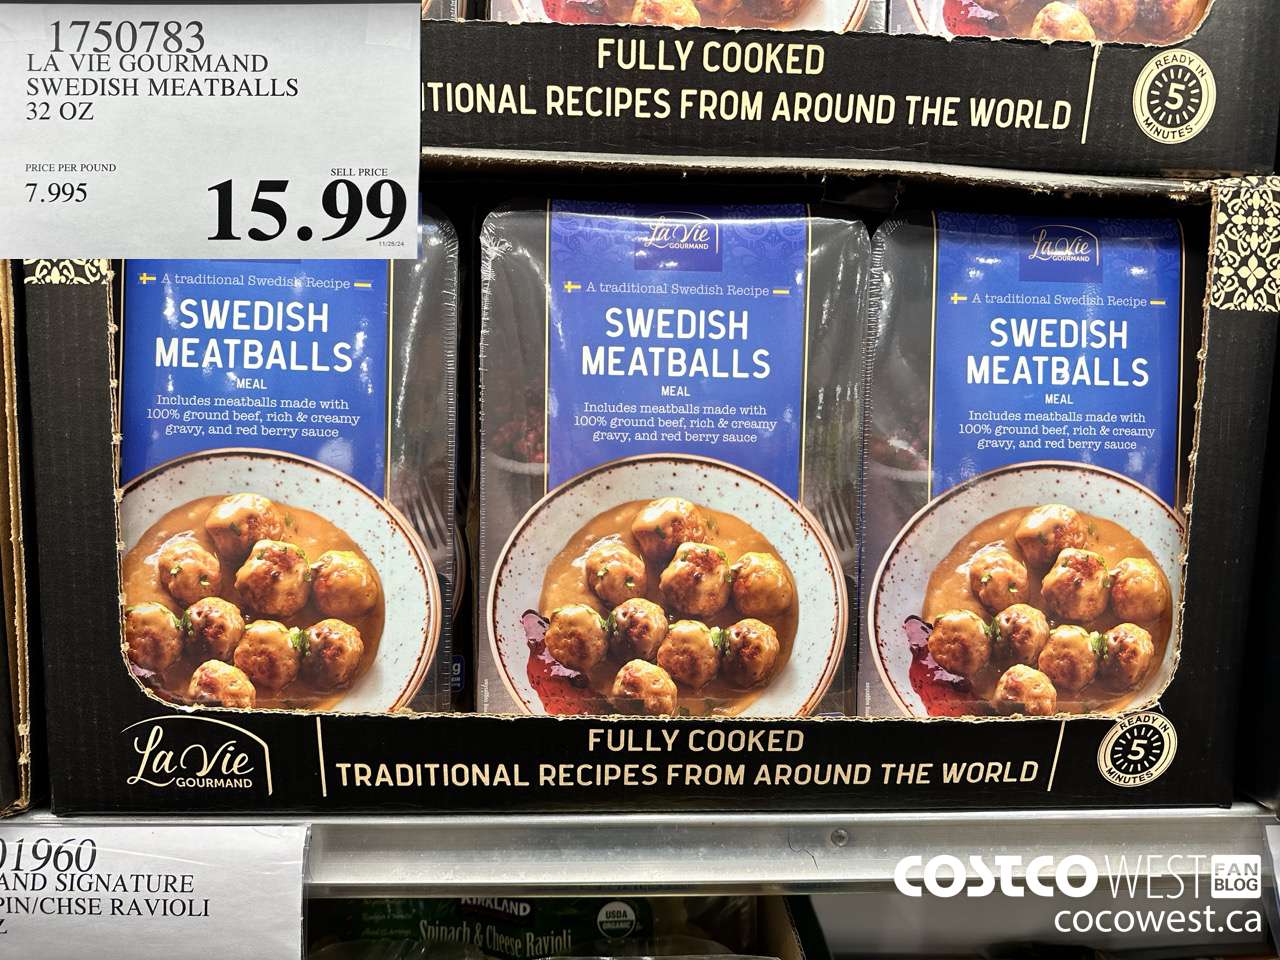 1750783
LA VIE GOURMAND
SWEDISH MEATBALLS
32 OZ
PRICE PER POUND
7.995
SELL PRICE
15.99
11/25/24
FULLY COOKED
ITIONAL RECIPES FROM AROUND THE WORLD
READY IN
5
MINUTES
A traditional Swedish Recipe
SWEDISH
MEATBALLS
MEAL
Includes meatballs made with
100% ground beef, rich & creamy
gravy, and red berry sauce
La Vie
GOURMAND
A traditional Swedish Recipe
SWEDISH
MEATBALLS
MEAL
Includes meatballs made with
100% ground beef, rich & creamy
gravy, and red berry sauce
La Vie
GOURMAND
A traditional Swedish Recipe
SWEDISH
MEATBALLS
MEAL
Includes meatballs made with
100% ground beef, rich & creamy
gravy, and red berry sauce
La Vie
GOURMAND
FULLY COOKED
TRADITIONAL RECIPES FROM AROUND THE WORLD
READY IN
5
MINUTES
01960
AND SIGNATURE
PIN/CHSE RAVIOLI
Z
KIRKLAND
Spinach & Cheese Ravioli
USDA
ORGANIC
COSTCO WEST FAN BLOG
cocowest.ca